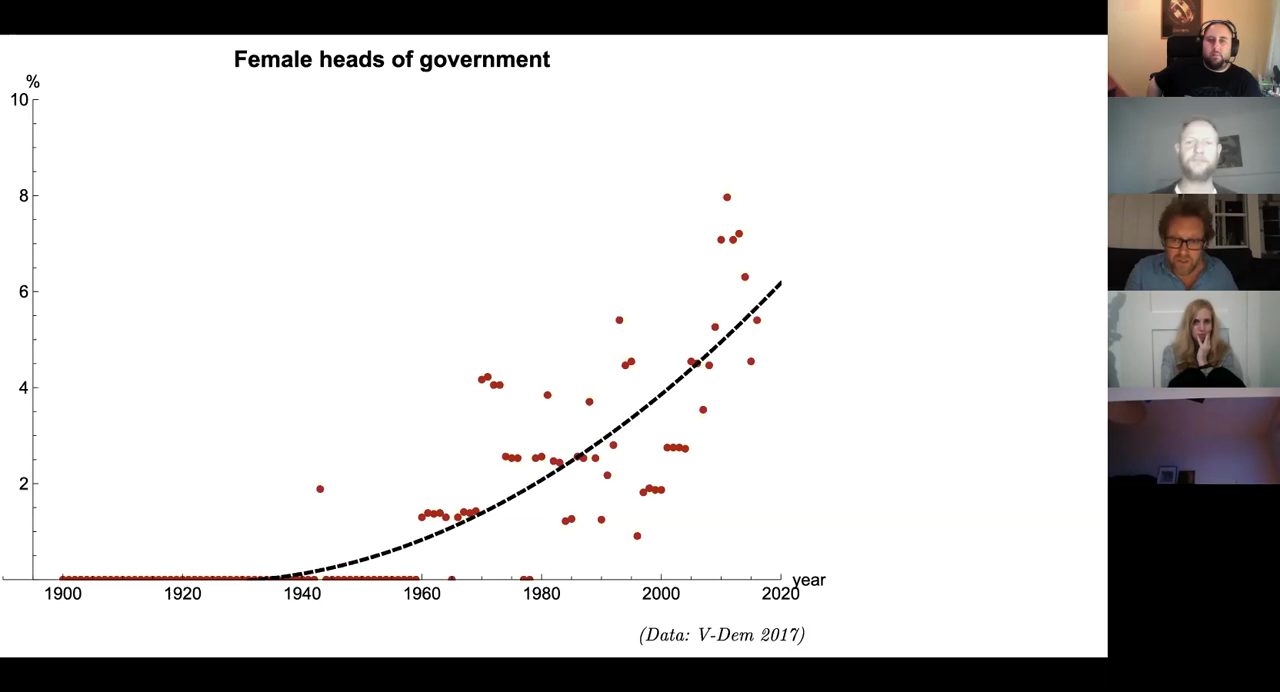 Female heads of government
%
10
8
6
4
2
year
1900 1920 1940 1960 1980 2000 2020
(Data: V-Dem 2017)